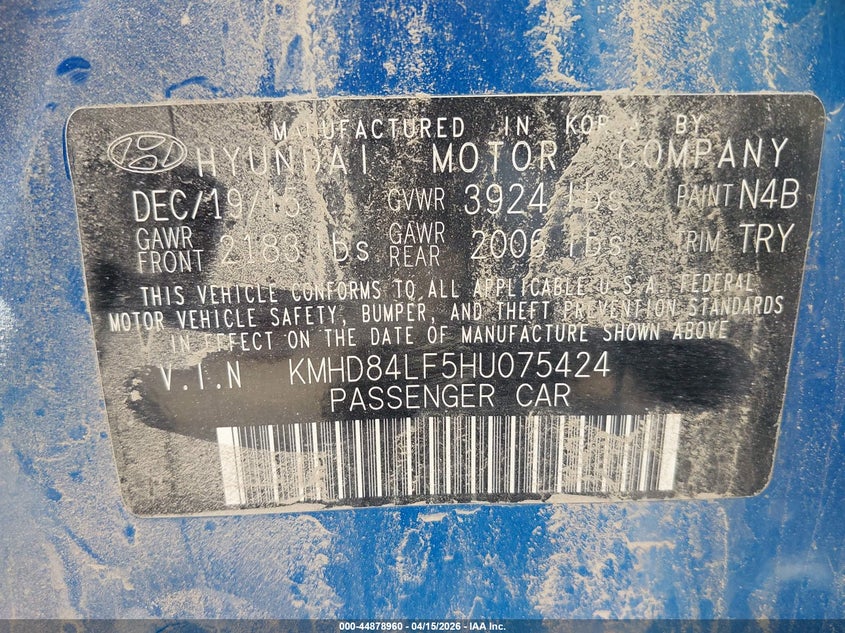 MANUFACTURED IN KOREA BY
HYUNDAI MOTOR COMPANY
DEC/19/15 GVWR 3924 lbs PAINT N4B
GAWR FRONT 2183 lbs GAWR REAR 2006 lbs TRIM TRY
THIS VEHICLE CONFORMS TO ALL APPLICABLE U.S.A. FEDERAL
MOTOR VEHICLE SAFETY, BUMPER, AND THEFT PREVENTION STANDARDS
IN EFFECT ON THE DATE OF MANUFACTURE SHOWN ABOVE
V.I.N KMHD84LF5HU075424
PASSENGER CAR
000-44878960 - 04/15/2026 - IAA Inc.